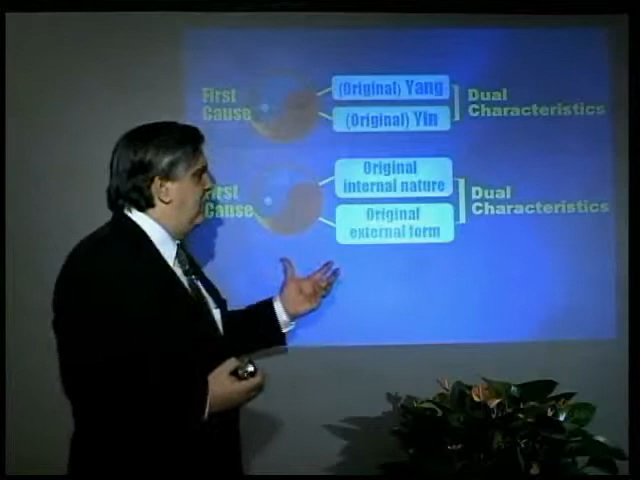 First
Cause
(Original) Yang
(Original) Yin
Dual
Characteristics
First
Cause
Original
internal nature
Original
external form
Dual
Characteristics